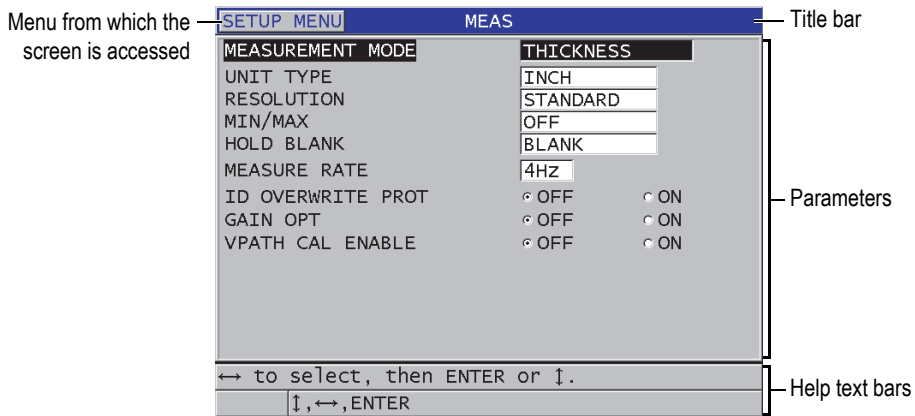 Menu from which the screen is accessed
SETUP MENU MEAS
Title bar
MEASUREMENT MODE THICKNESS
UNIT TYPE INCH
RESOLUTION STANDARD
MIN/MAX OFF
HOLD BLANK BLANK
MEASURE RATE 4Hz
ID OVERWRITE PROT OFF ON
GAIN OPT OFF ON
VPATH CAL ENABLE OFF ON
Parameters
↔ to select, then ENTER or ↕.
↕,↔,ENTER
Help text bars